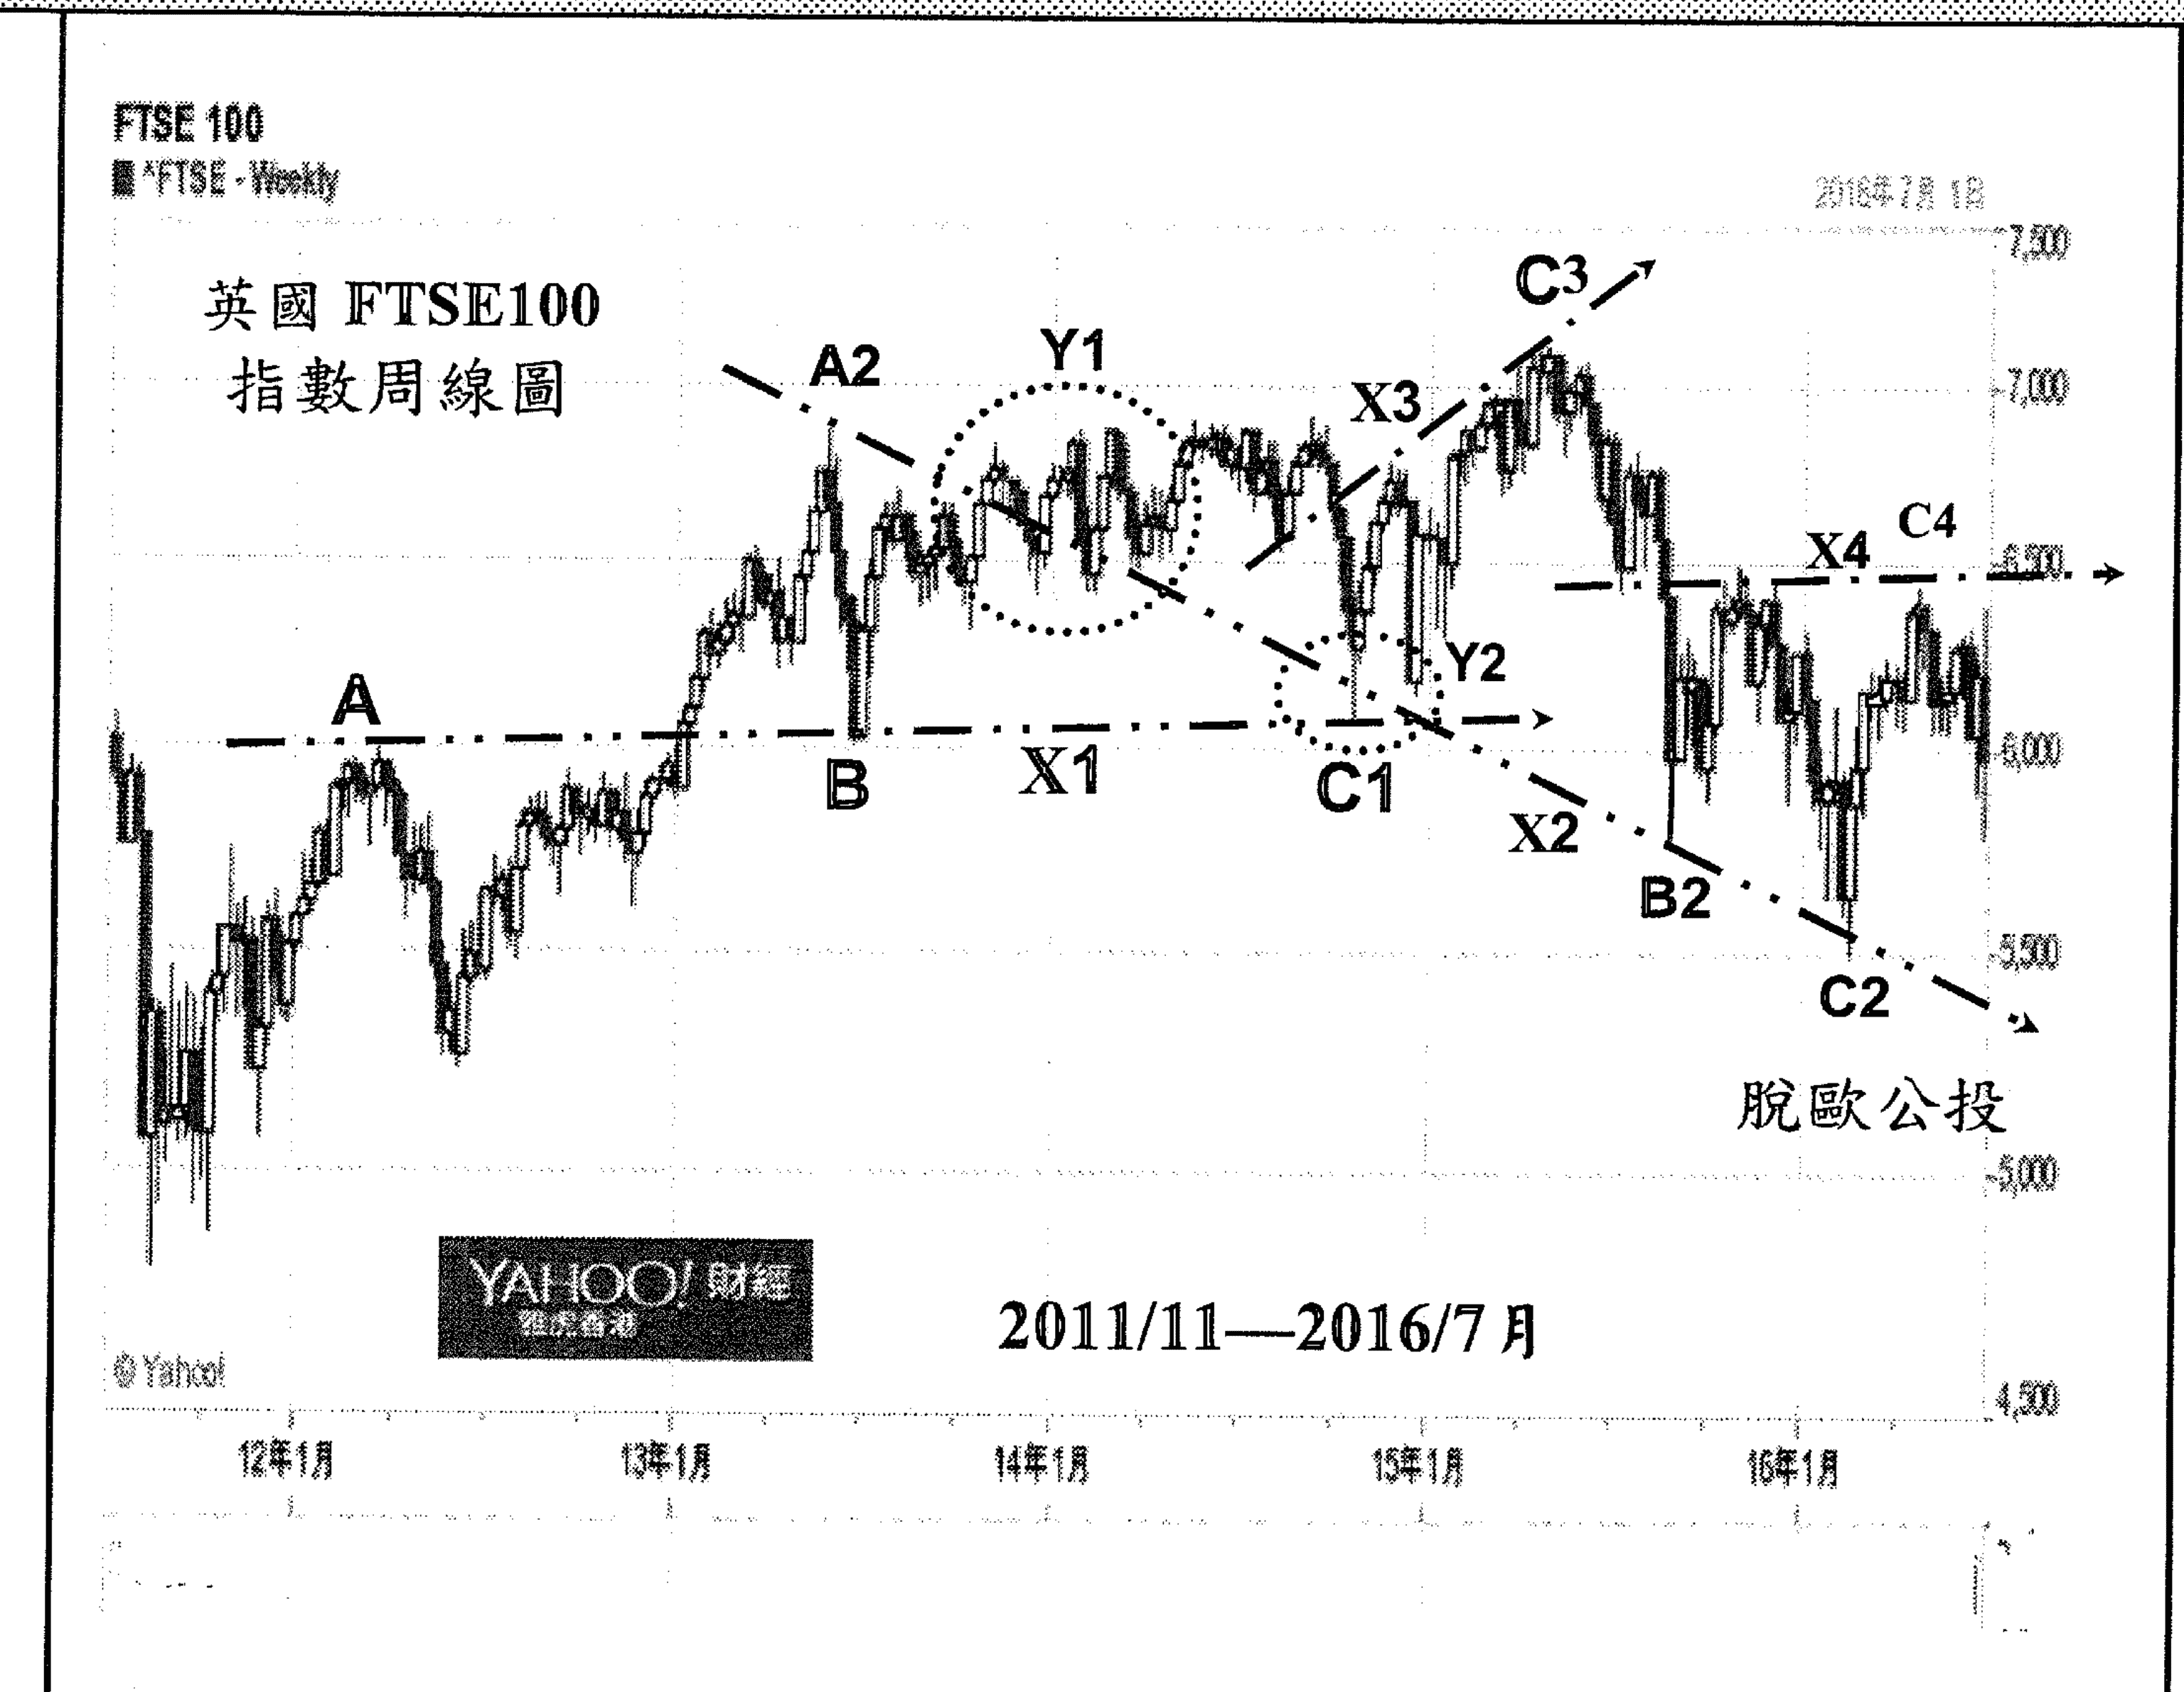 FTSE 100
^FTSE - Weekly
2016年7月 1日
7,500
英國 FTSE100
指數周線圖
C3
A2
Y1
7,000
X3
C4
X4
6,500
A
Y2
6,000
B
X1
C1
X2
B2
5,500
C2
脫歐公投
5,000
YAHOO! 財經
雅虎香港
2011/11—2016/7 月
© Yahoo!
4,500
12年1月
13年1月
14年1月
15年1月
16年1月